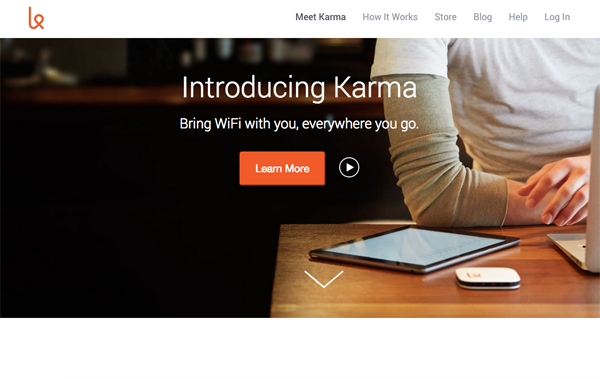 Meet Karma
How It Works
Store
Blog
Help
Log In
Introducing Karma
Bring WiFi with you, everywhere you go.
Learn More